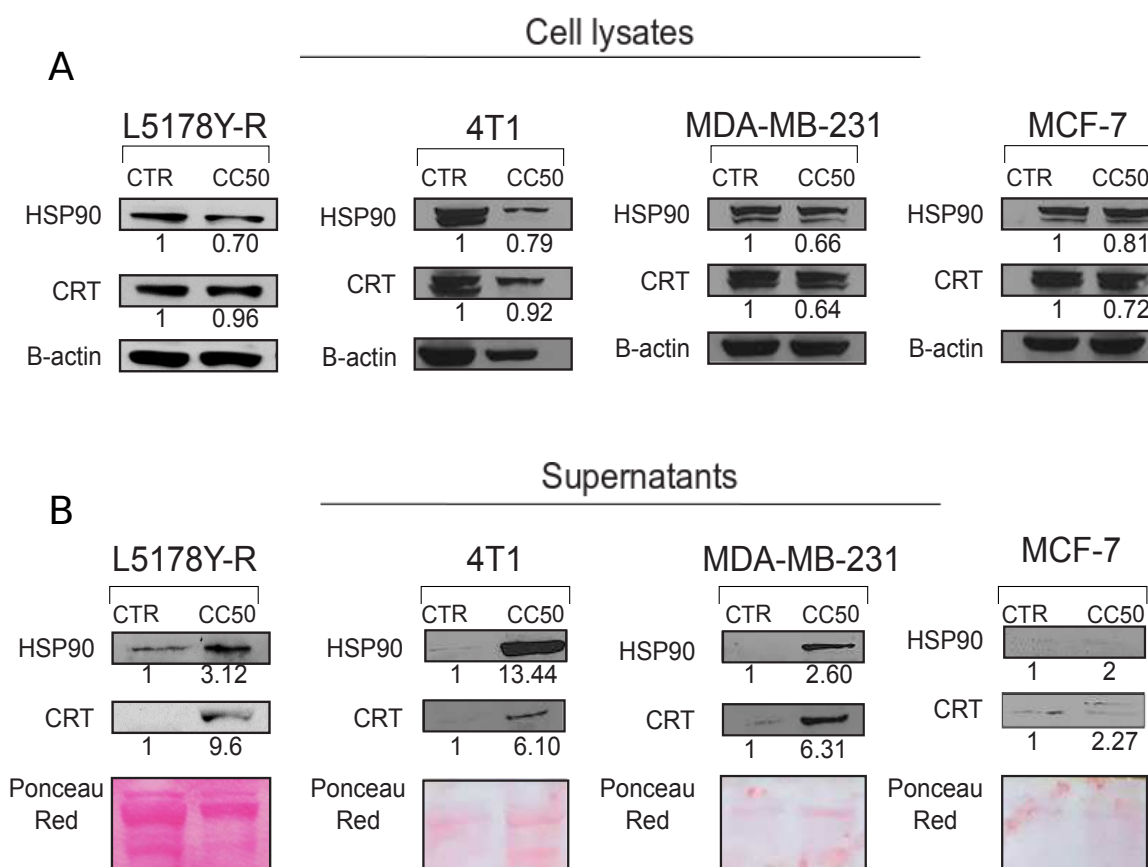 Cell lysates
A
L5178Y-R 4T1 MDA-MB-231 MCF-7
CTR CC50 CTR CC50 CTR CC50 CTR CC50
HSP90 HSP90 HSP90 HSP90
1 0.70 1 0.79 1 0.66 1 0.81
CRT CRT CRT CRT
1 0.96 1 0.92 1 0.64 1 0.72
B-actin B-actin B-actin B-actin
Supernatants
B
L5178Y-R 4T1 MDA-MB-231 MCF-7
CTR CC50 CTR CC50 CTR CC50 CTR CC50
HSP90 HSP90 HSP90 HSP90
1 3.12 1 13.44 1 2.60 1 2
CRT CRT CRT CRT
1 9.6 1 6.10 1 6.31 1 2.27
Ponceau Ponceau Ponceau Ponceau
Red Red Red Red